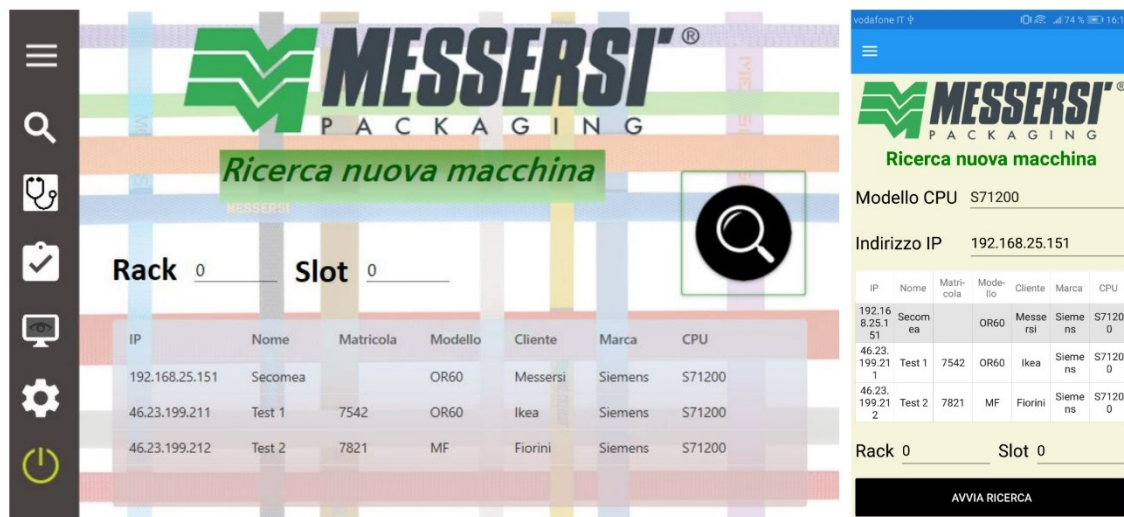 MESSERSI'®
PACKAGING
Ricerca nuova macchina
MESSERSI
Rack 0 Slot 0
IP Nome Matricola Modello Cliente Marca CPU
192.168.25.151 Secomea OR60 Messersi Siemens S71200
46.23.199.211 Test 1 7542 OR60 Ikea Siemens S71200
46.23.199.212 Test 2 7821 MF Fiorini Siemens S71200
vodafone IT 74 % 16:1
MESSERSI'®
PACKAGING
Ricerca nuova macchina
Modello CPU S71200
Indirizzo IP 192.168.25.151
IP Nome Matri-
cola Mode-
llo Cliente Marca CPU
192.16
8.25.1
51 Secom
ea OR60 Messe
rsi Sieme
ns S7120
0
46.23.
199.21
1 Test 1 7542 OR60 Ikea Sieme
ns S7120
0
46.23.
199.21
2 Test 2 7821 MF Fiorini Sieme
ns S7120
0
Rack 0 Slot 0
AVVIA RICERCA